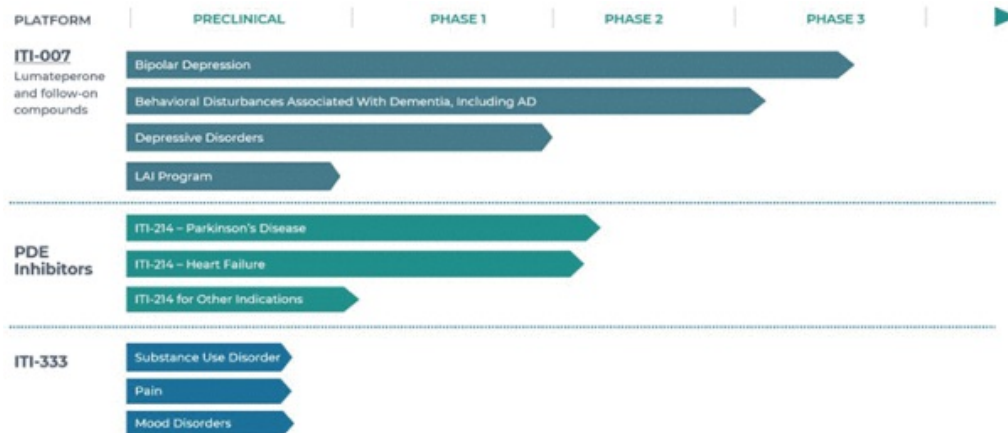 PLATFORM PRECLINICAL PHASE 1 PHASE 2 PHASE 3
ITI-007
Lumateperone
and follow-on
compounds
Bipolar Depression
Behavioral Disturbances Associated With Dementia, Including AD
Depressive Disorders
LAI Program
PDE
Inhibitors
ITI-214 – Parkinson's Disease
ITI-214 – Heart Failure
ITI-214 for Other Indications
ITI-333
Substance Use Disorder
Pain
Mood Disorders